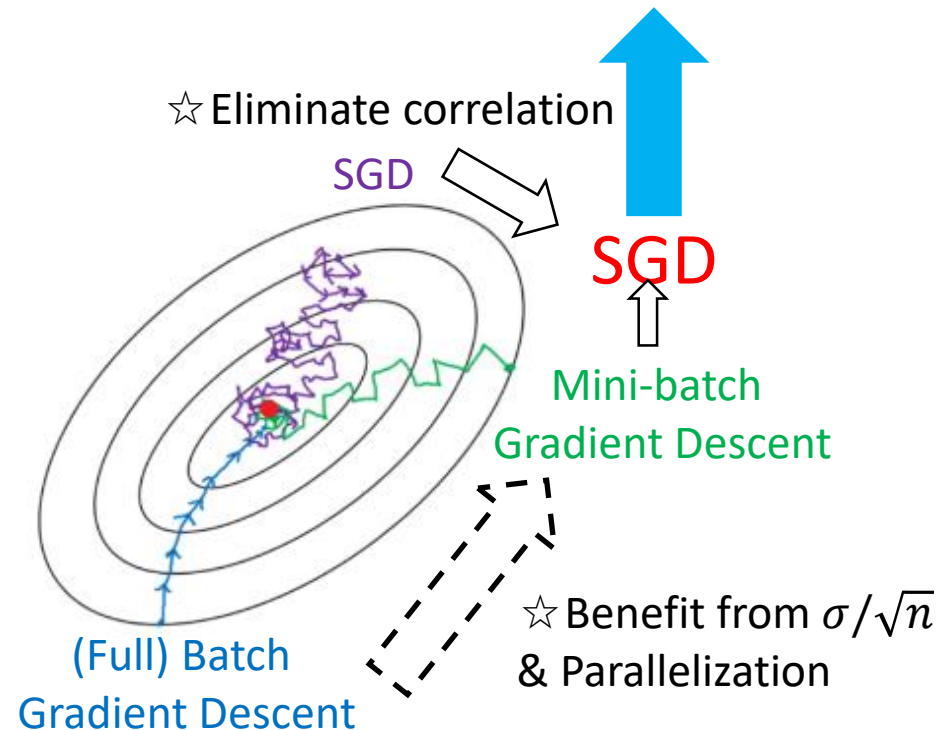 ☆Eliminate correlation
SGD
SGD
Mini-batch
Gradient Descent
☆Benefit from σ/√n
& Parallelization
(Full) Batch
Gradient Descent